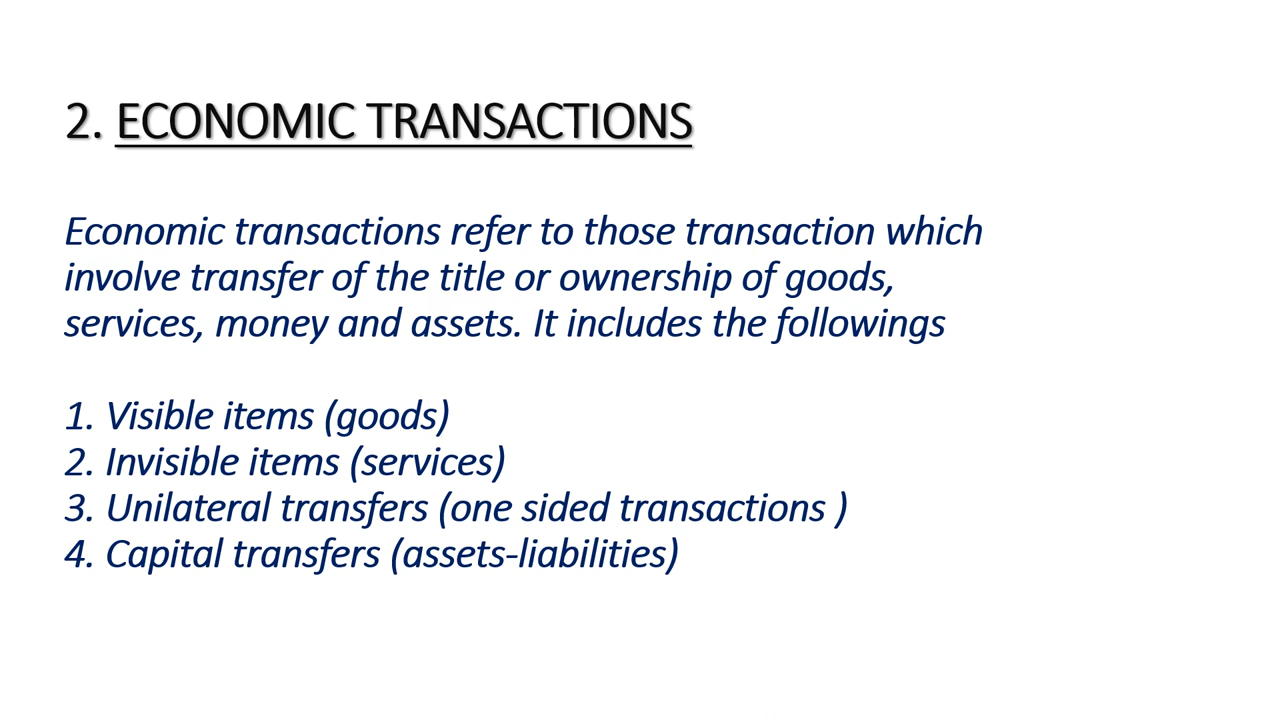 2. ECONOMIC TRANSACTIONS
Economic transactions refer to those transaction which
involve transfer of the title or ownership of goods,
services, money and assets. It includes the followings
1. Visible items (goods)
2. Invisible items (services)
3. Unilateral transfers (one sided transactions )
4. Capital transfers (assets-liabilities)